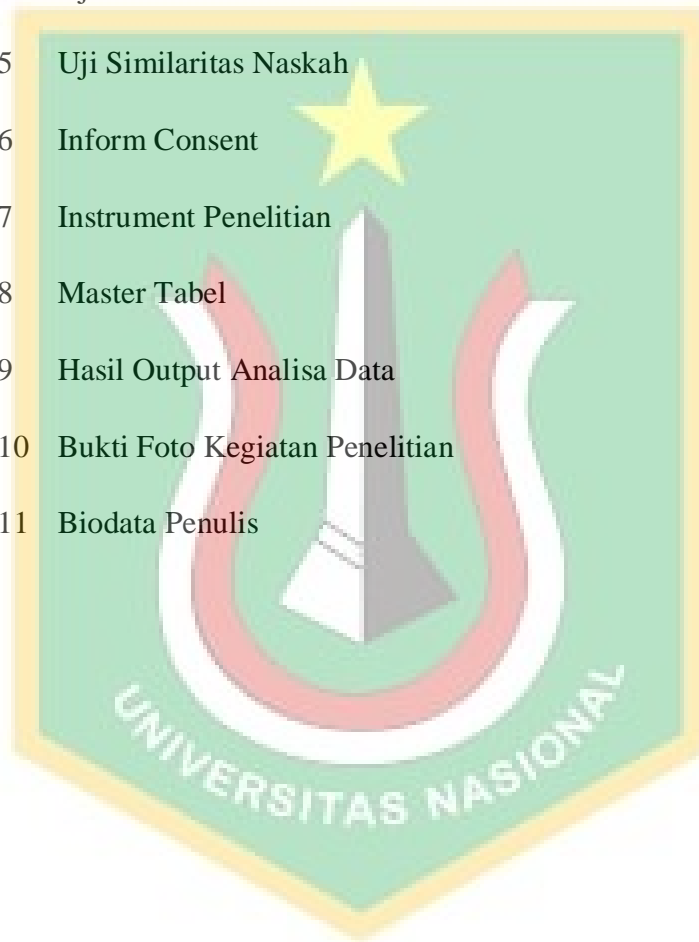 5 Uji Similaritas Naskah
6 Inform Consent
7 Instrument Penelitian
8 Master Tabel
9 Hasil Output Analisa Data
10 Bukti Foto Kegiatan Penelitian
11 Biodata Penulis
UNIVERSITAS NASIONAL